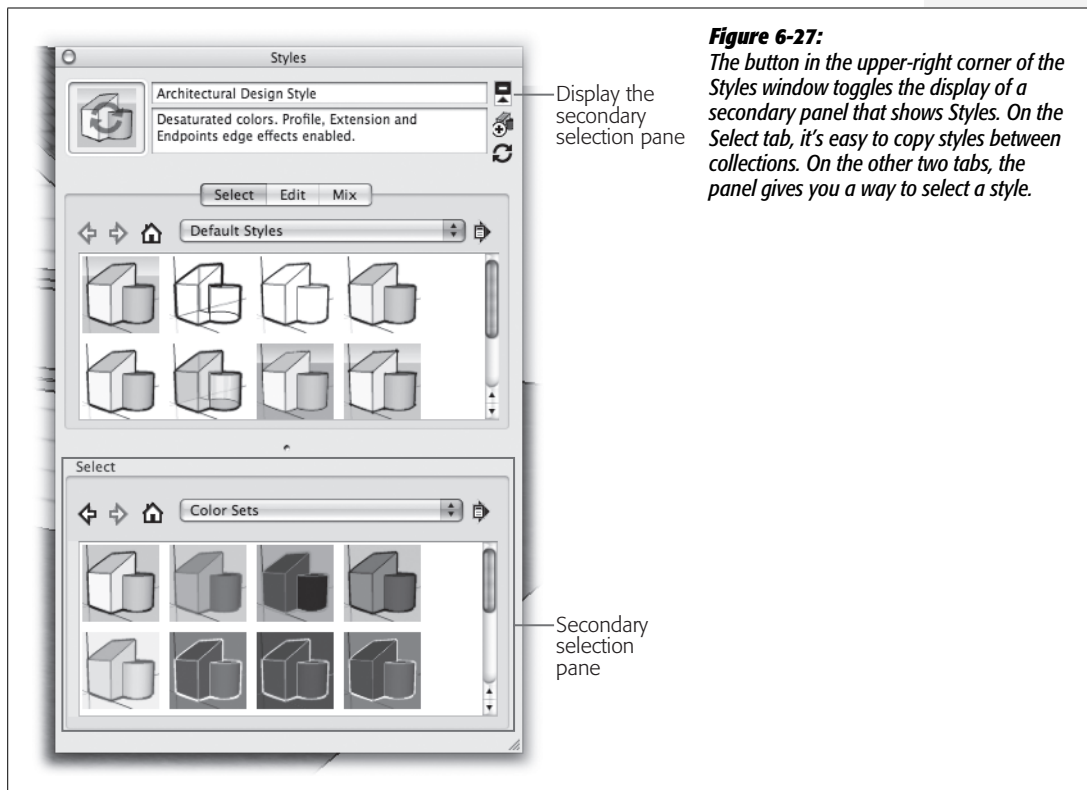 Styles
Architectural Design Style
Desaturated colors. Profile, Extension and
Endpoints edge effects enabled.
Select Edit Mix
Default Styles
Select
Color Sets
Display the
secondary
selection pane
Secondary
selection
pane
Figure 6-27:
The button in the upper-right corner of the
Styles window toggles the display of a
secondary panel that shows Styles. On the
Select tab, it's easy to copy styles between
collections. On the other two tabs, the
panel gives you a way to select a style.